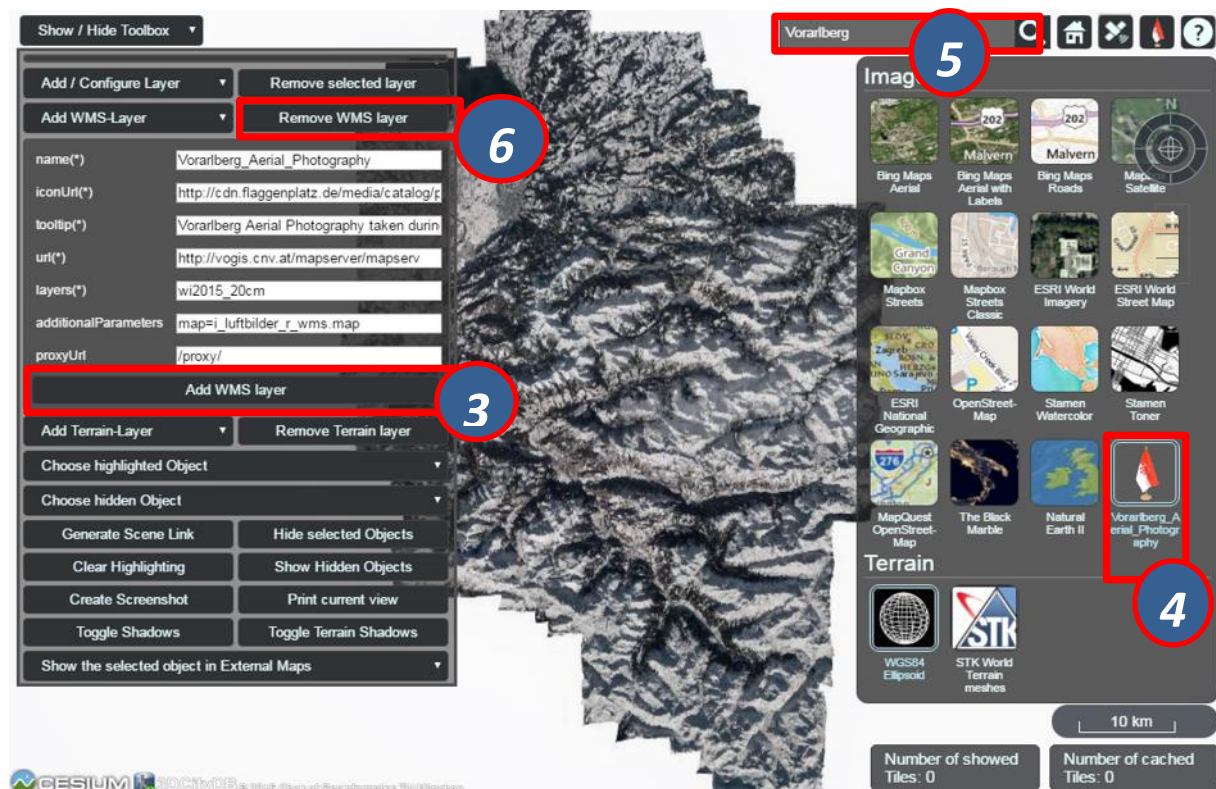 Show / Hide Toolbox
Vorarlberg
5
Add / Configure Layer
Remove selected layer
Add WMS-Layer
Remove WMS layer
6
name(*)
Vorarlberg_Aerial_Photography
iconUrl(*)
http://cdn.flaggenplatz.de/media/catalog/p
tooltip(*)
Vorarlberg Aerial Photography taken durin
url(*)
http://vogis.cnv.at/mapserver/mapserv
layers(*)
wi2015_20cm
additionalParameters
map=i_luftbilder_r_wms.map
proxyUrl
/proxy/
Add WMS layer
3
Add Terrain-Layer
Remove Terrain layer
Choose highlighted Object
Choose hidden Object
Generate Scene Link
Hide selected Objects
Clear Highlighting
Show Hidden Objects
Create Screenshot
Print current view
Toggle Shadows
Toggle Terrain Shadows
Show the selected object in External Maps
202
Malvern
202
Malvern
N
Bing Maps
Aerial
Bing Maps
Aerial with
Labels
Bing Maps
Roads
Satellite
Grand
Canyon
Mapbox
Streets
Mapbox
Streets
Classic
ESRI World
Imagery
ESRI World
Street Map
Zagreb
P
ESRI
National
Geographic
OpenStreet-
Map
Stamen
Watercolor
Stamen
Toner
276
MapQuest
OpenStreet-
Map
The Black
Marble
Natural
Earth II
Vorarlberg_A
erial_Photogr
aphy
4
Terrain
STK
WGS84
Ellipsoid
STK World
Terrain
meshes
10 km
Number of showed
Tiles: 0
Number of cached
Tiles: 0
CESIUM
3DCityDB